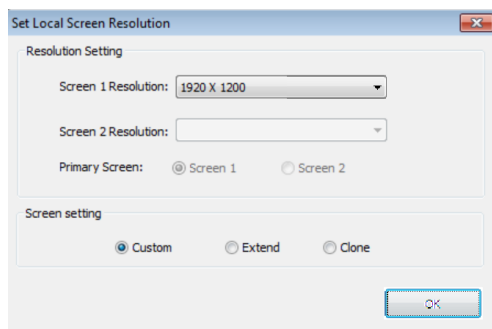 Set Local Screen Resolution
Resolution Setting
Screen 1 Resolution: 1920 X 1200
Screen 2 Resolution:
Primary Screen: Screen 1 Screen 2
Screen setting
Custom Extend Clone
OK